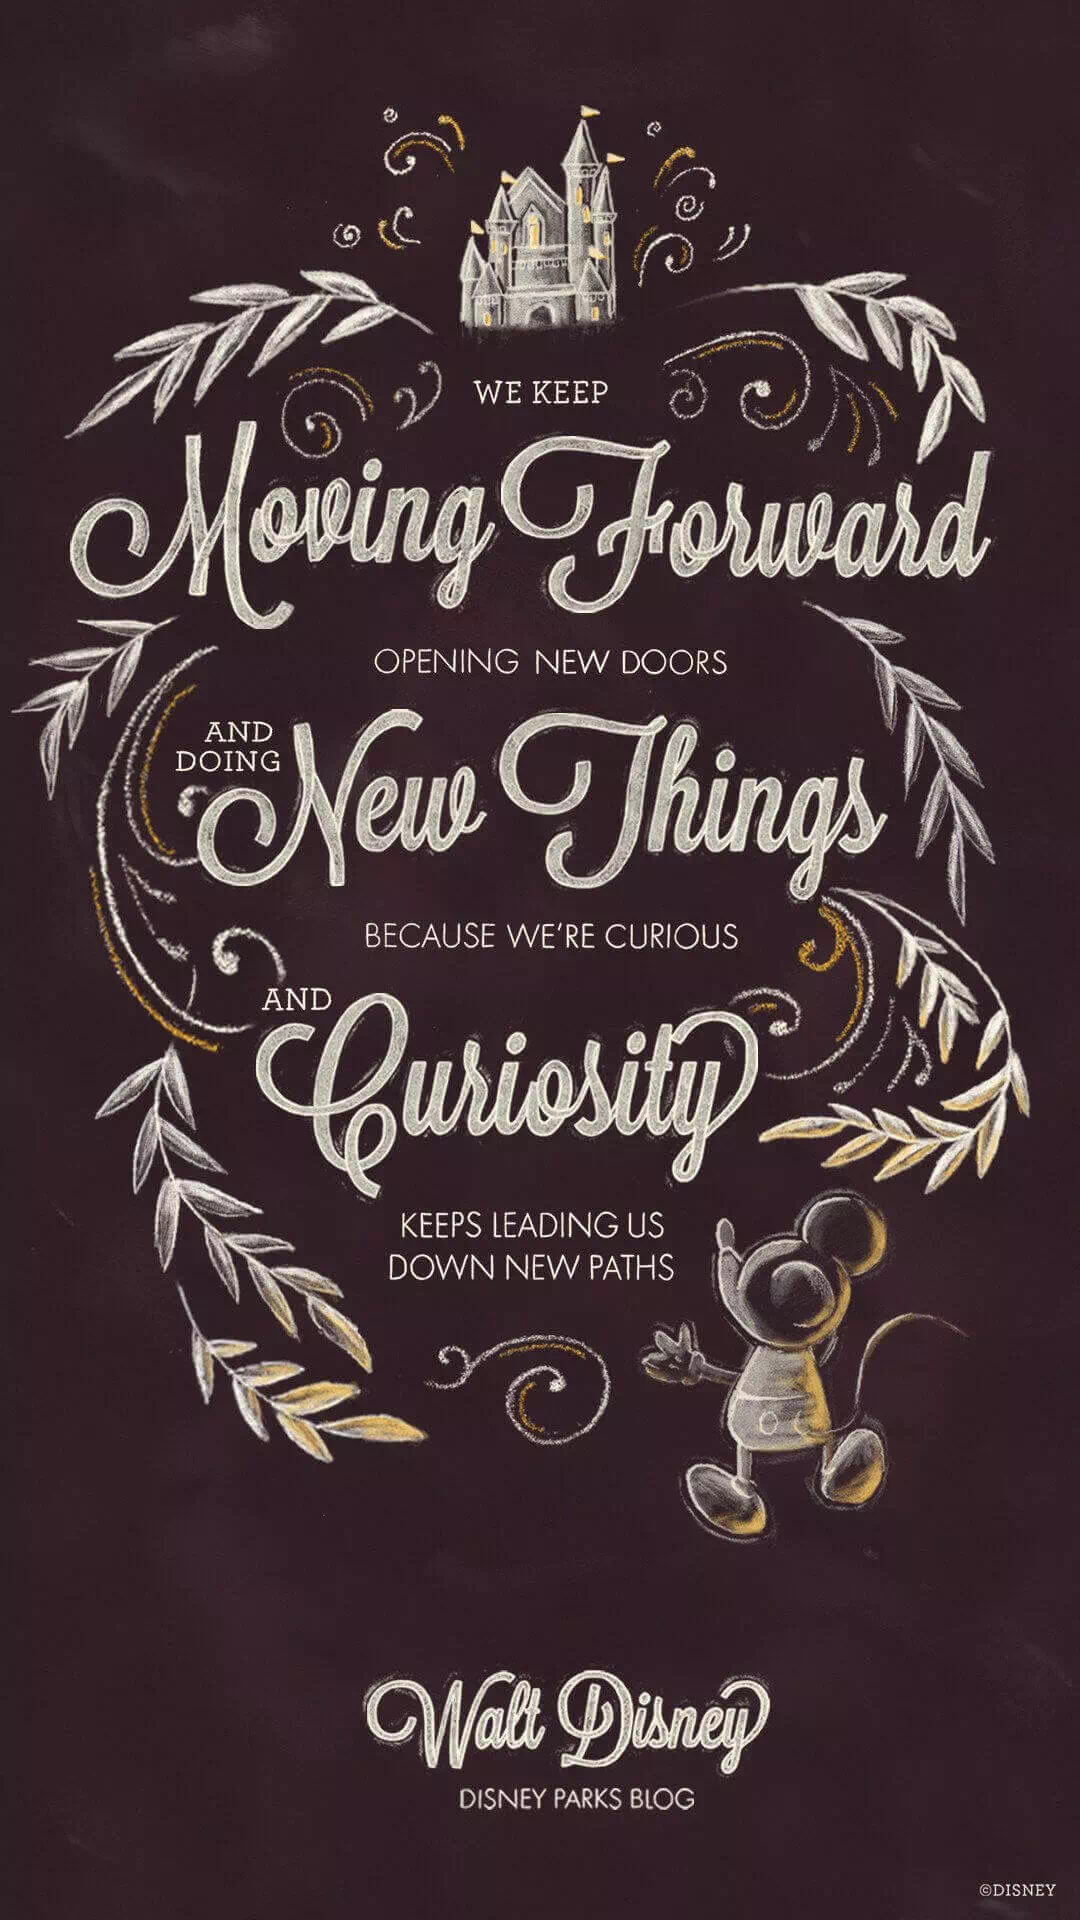 WE KEEP
Moving Forward
OPENING NEW DOORS
AND
DOING
New Things
BECAUSE WE'RE CURIOUS
AND
Curiosity
KEEPS LEADING US
DOWN NEW PATHS
Walt Disney
DISNEY PARKS BLOG
©DISNEY